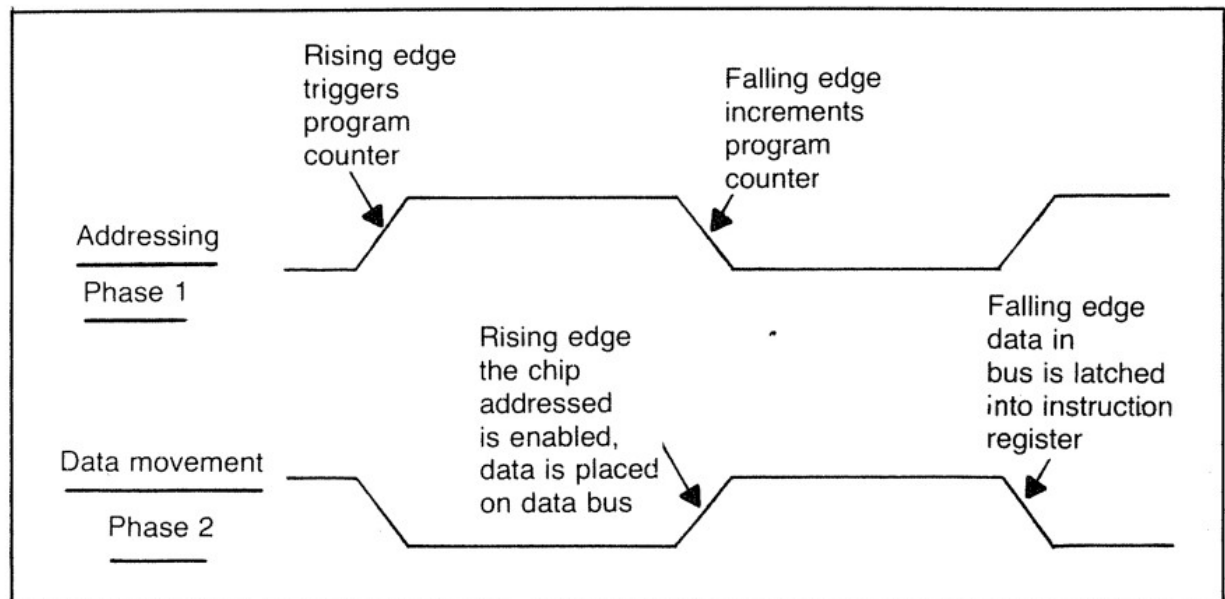 Rising edge
triggers
program
counter
Falling edge
increments
program
counter
Addressing
Phase 1
Rising edge
the chip
addressed
is enabled,
data is placed
on data bus
Falling edge
data in
bus is latched
into instruction
register
Data movement
Phase 2